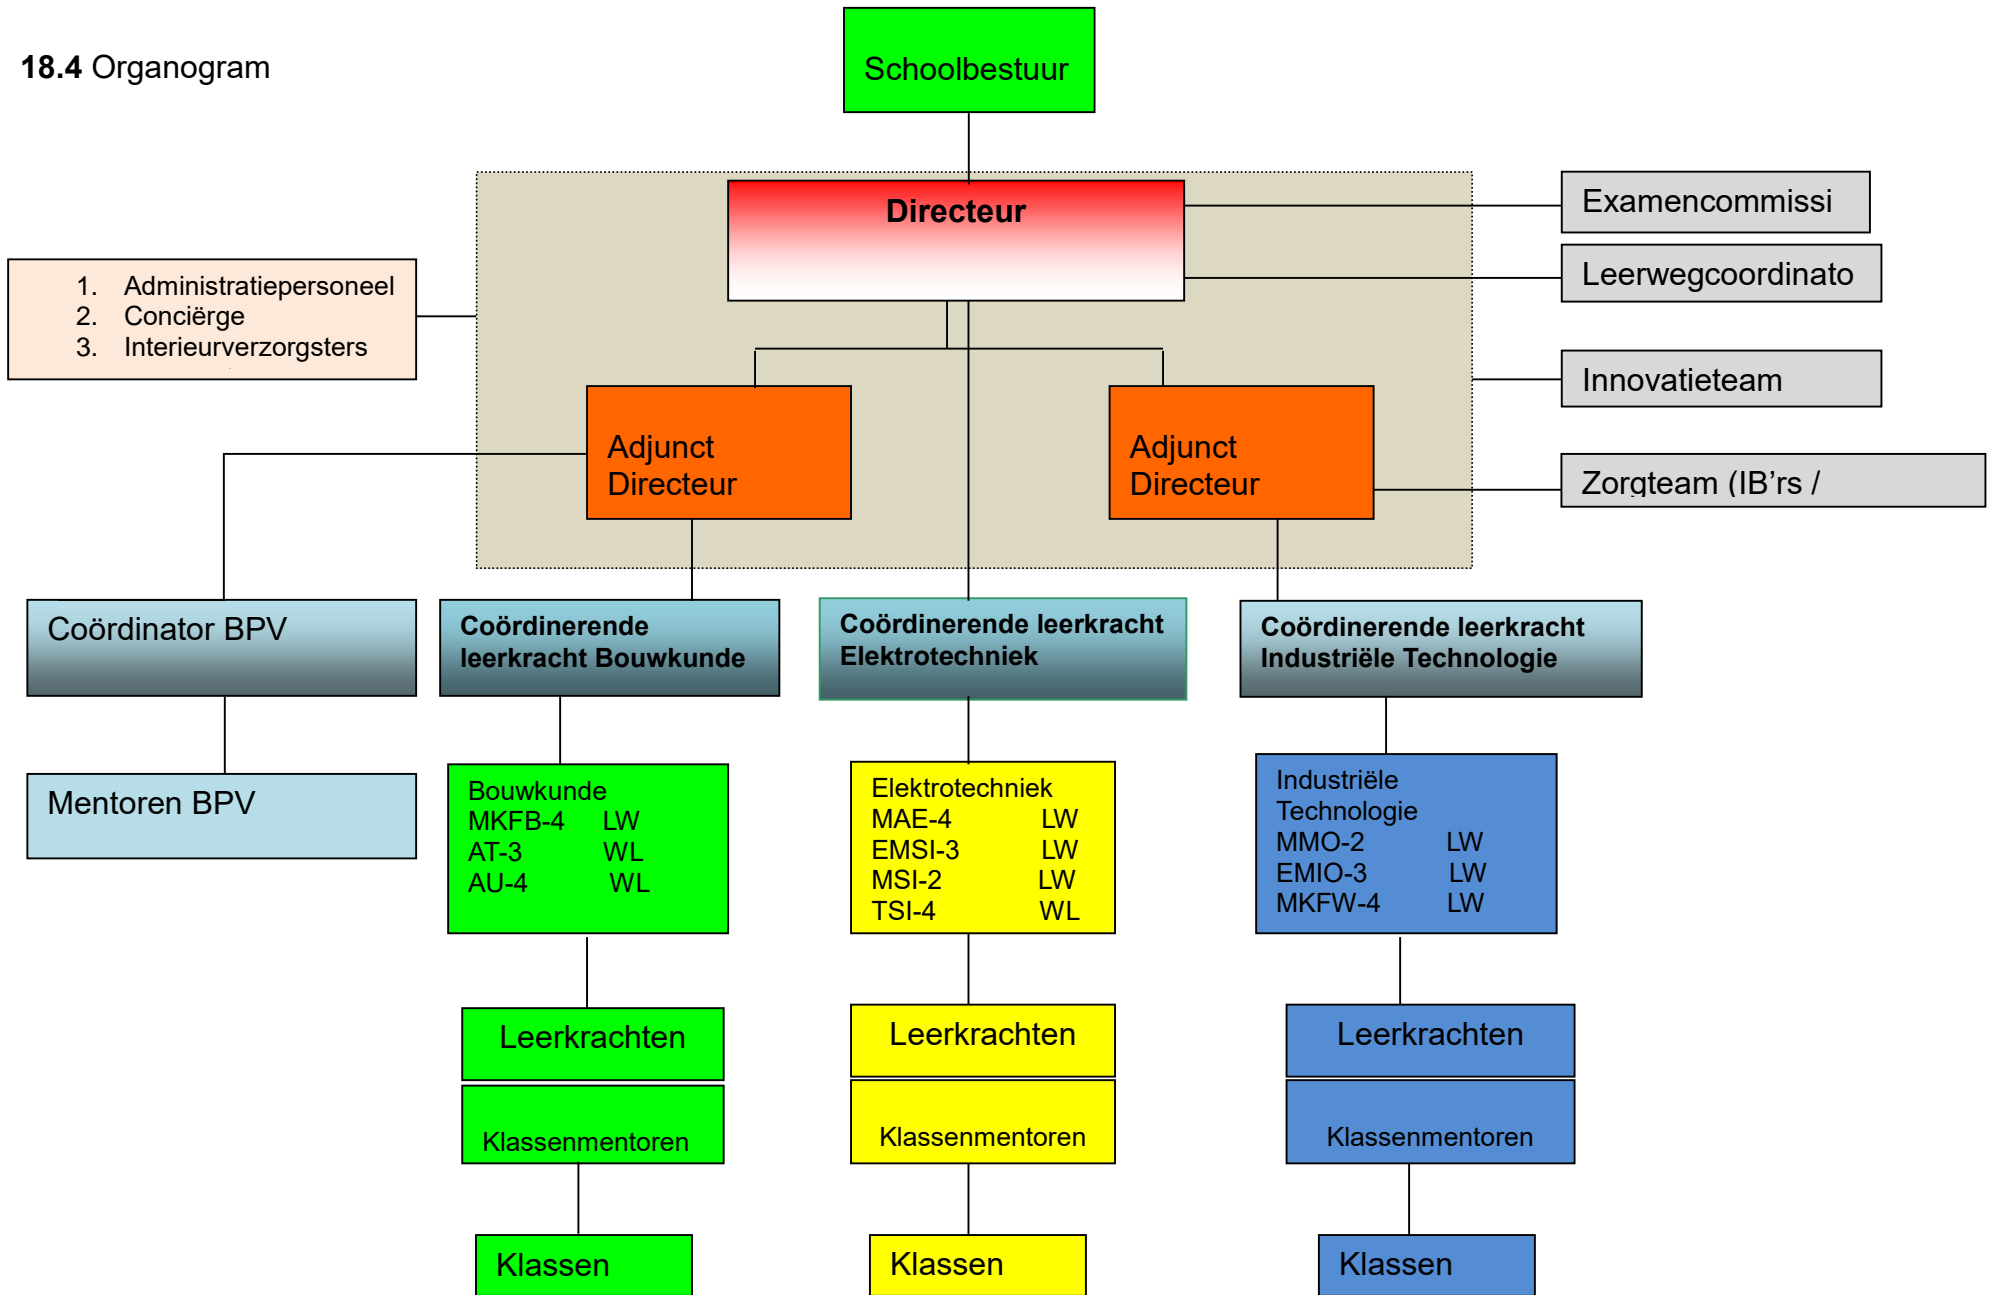 18.4 Organogram
Schoolbestuur
Directeur
Examencommissi
Leerwegcoordinato
Innovatieteam
Zorgteam (IB'rs /
1. Administratiepersoneel
2. Conciërge
3. Interieurverzorgsters
Adjunct
Directeur
Adjunct
Directeur
Coördinator BPV
Coördinerende
leerkracht Bouwkunde
Coördinerende leerkracht
Elektrotechniek
Coördinerende leerkracht
Industriële Technologie
Mentoren BPV
Bouwkunde
MKFB-4 LW
AT-3 WL
AU-4 WL
Elektrotechniek
MAE-4 LW
EMSI-3 LW
MSI-2 LW
TSI-4 WL
Industriële
Technologie
MMO-2 LW
EMIO-3 LW
MKFW-4 LW
Leerkrachten
Leerkrachten
Leerkrachten
Klassenmentoren
Klassenmentoren
Klassenmentoren
Klassen
Klassen
Klassen